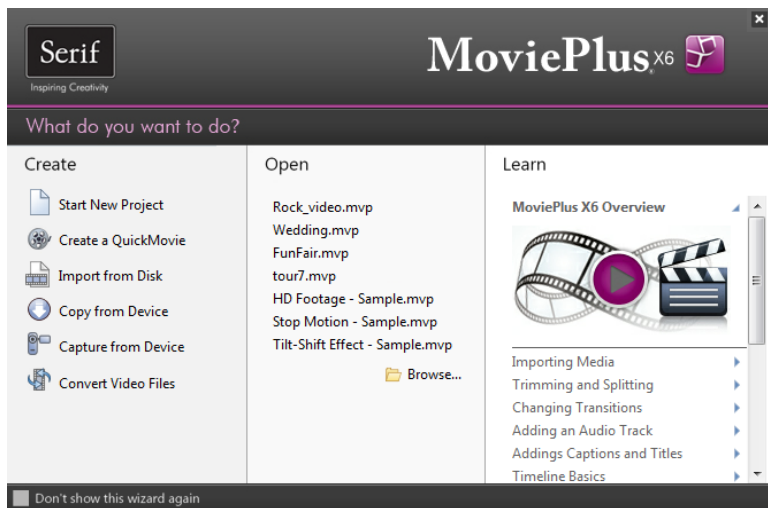 Serif
Inspiring Creativity
MoviePlus X6
What do you want to do?
Create
Start New Project
Create a QuickMovie
Import from Disk
Copy from Device
Capture from Device
Convert Video Files
Open
Rock_video.mvp
Wedding.mvp
FunFair.mvp
tour7.mvp
HD Footage - Sample.mvp
Stop Motion - Sample.mvp
Tilt-Shift Effect - Sample.mvp
Browse...
Learn
MoviePlus X6 Overview
Importing Media
Trimming and Splitting
Changing Transitions
Adding an Audio Track
Addings Captions and Titles
Timeline Basics
Don't show this wizard again